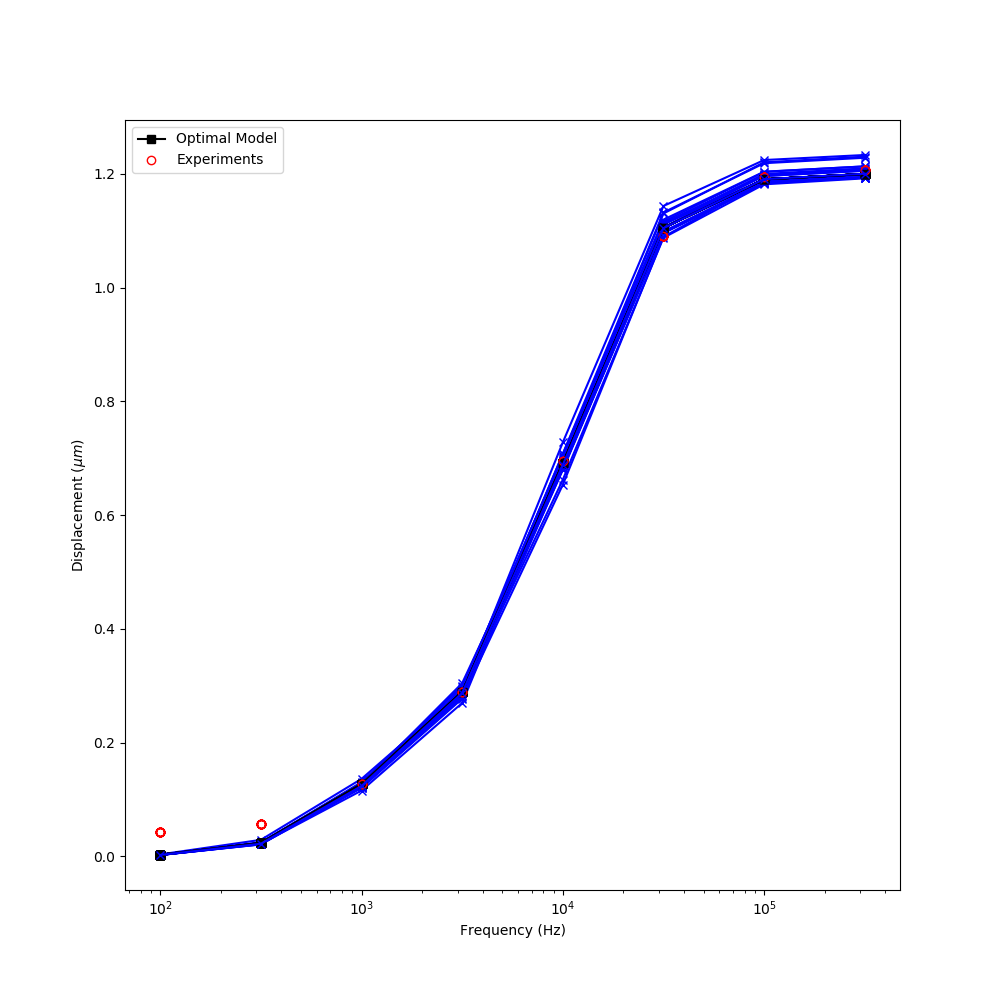 Optimal Model
Experiments
Displacement (μm)
1.2
1.0
0.8
0.6
0.4
0.2
0.0
10²
10³
10⁴
10⁵
Frequency (Hz)